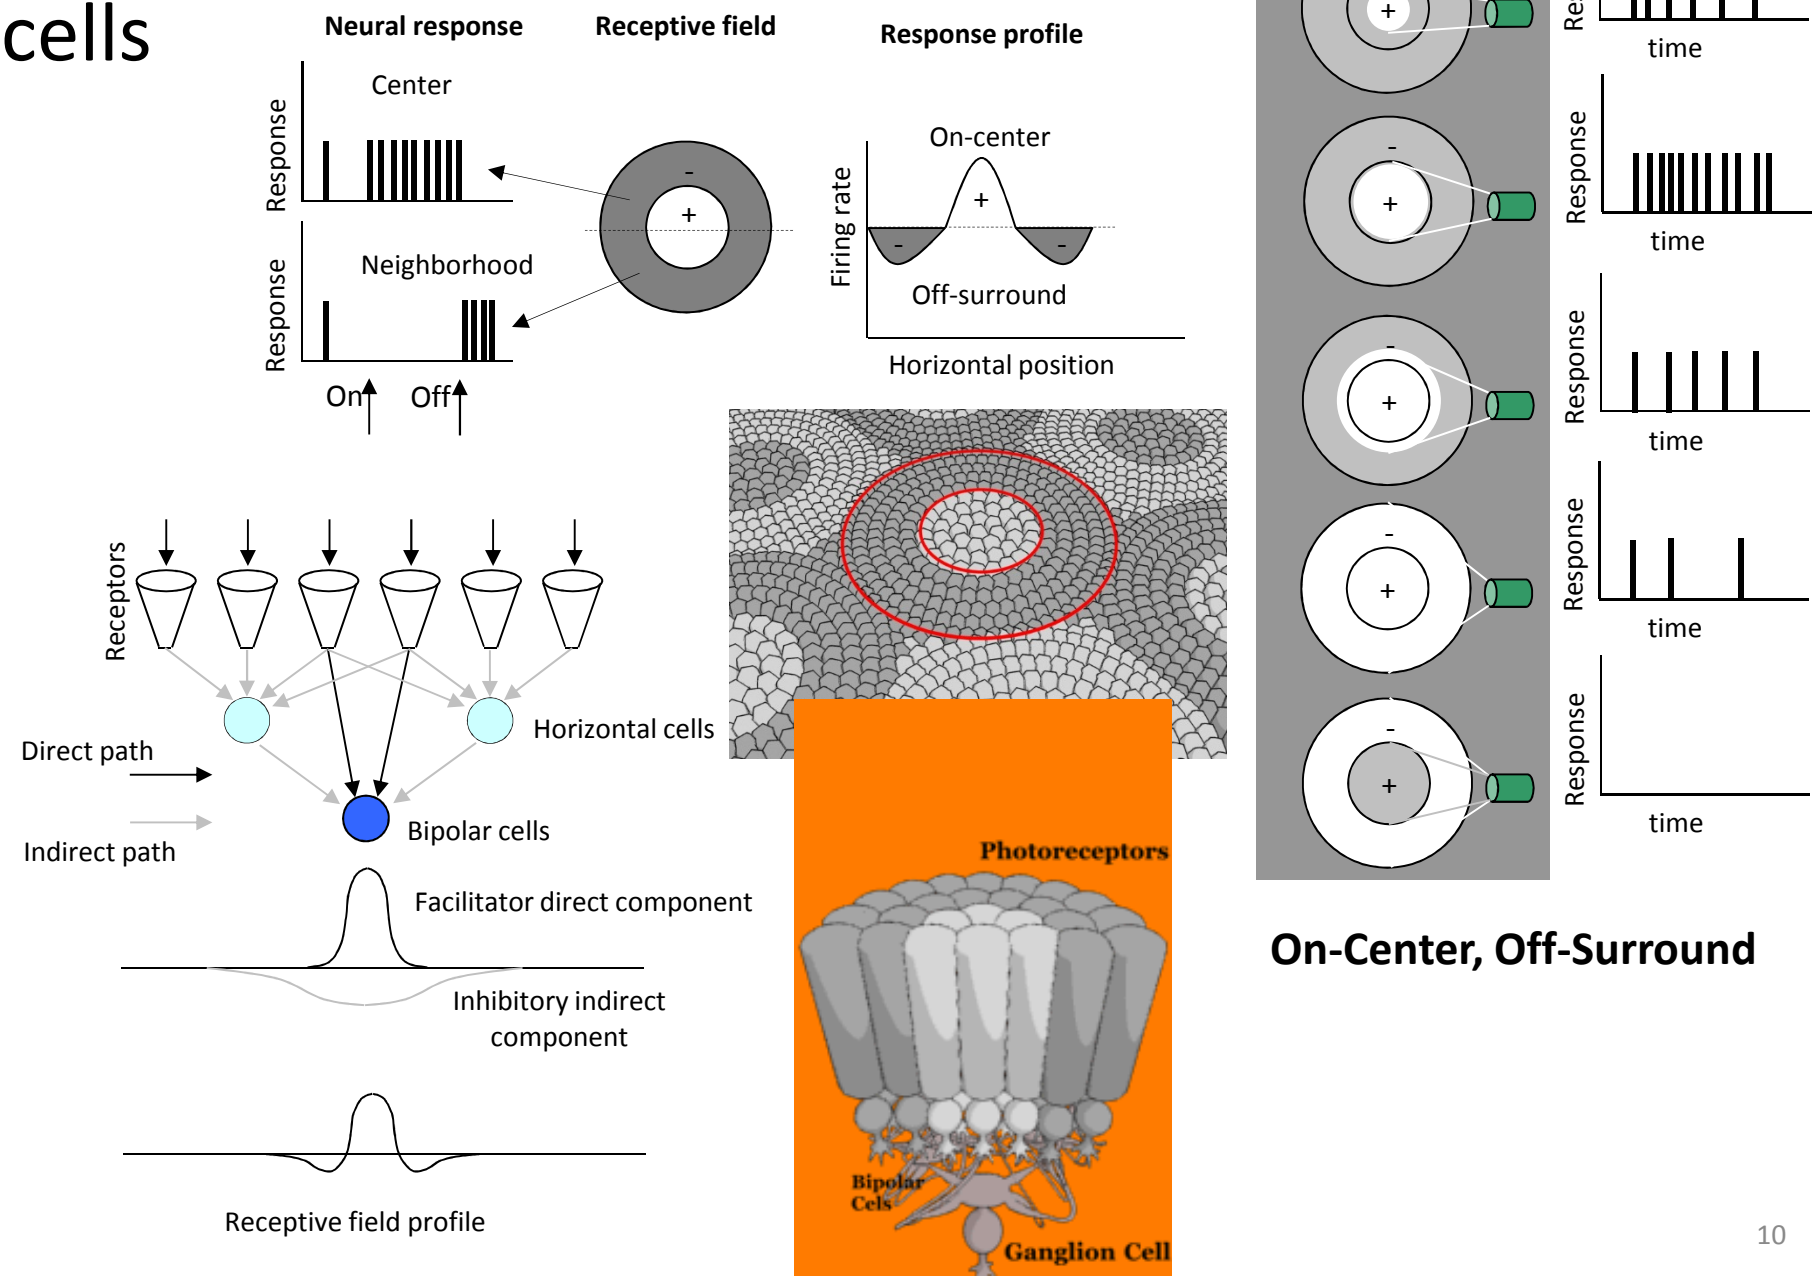 cells
Neural response
Receptive field
Response profile
Center
Response
-
+
Neighborhood
Response
On
Off
On-center
+
-
-
Off-surround
Firing rate
Horizontal position
Receptors
Horizontal cells
Direct path
Bipolar cells
Indirect path
Facilitator direct component
Inhibitory indirect
component
Receptive field profile
Photoreceptors
Bipolar
Cels
Ganglion Cell
+
time
-
+
Response
time
-
+
Response
time
-
+
Response
time
-
+
Response
time
On-Center, Off-Surround
10